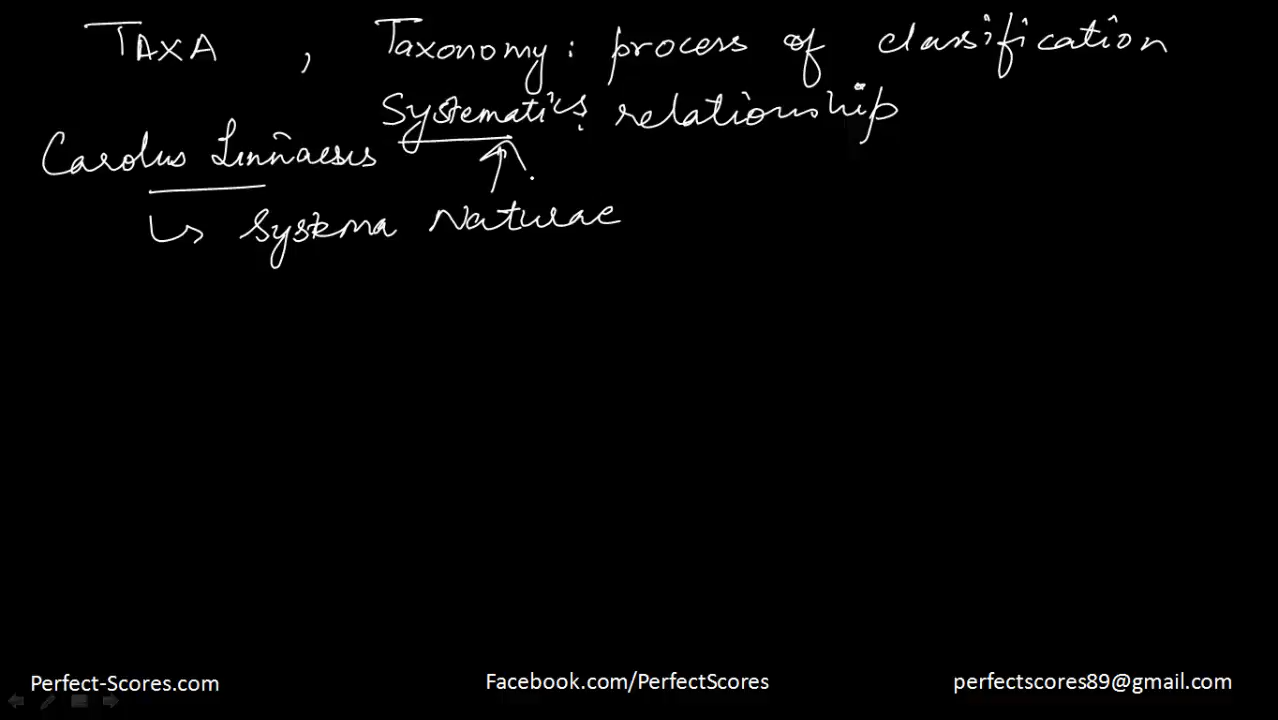 TAXA , Taxonomy: process of classification
Systematics: relationship
Carolus Linnaeus
↳ Systema Naturae
Perfect-Scores.com Facebook.com/PerfectScores perfectscores89@gmail.com